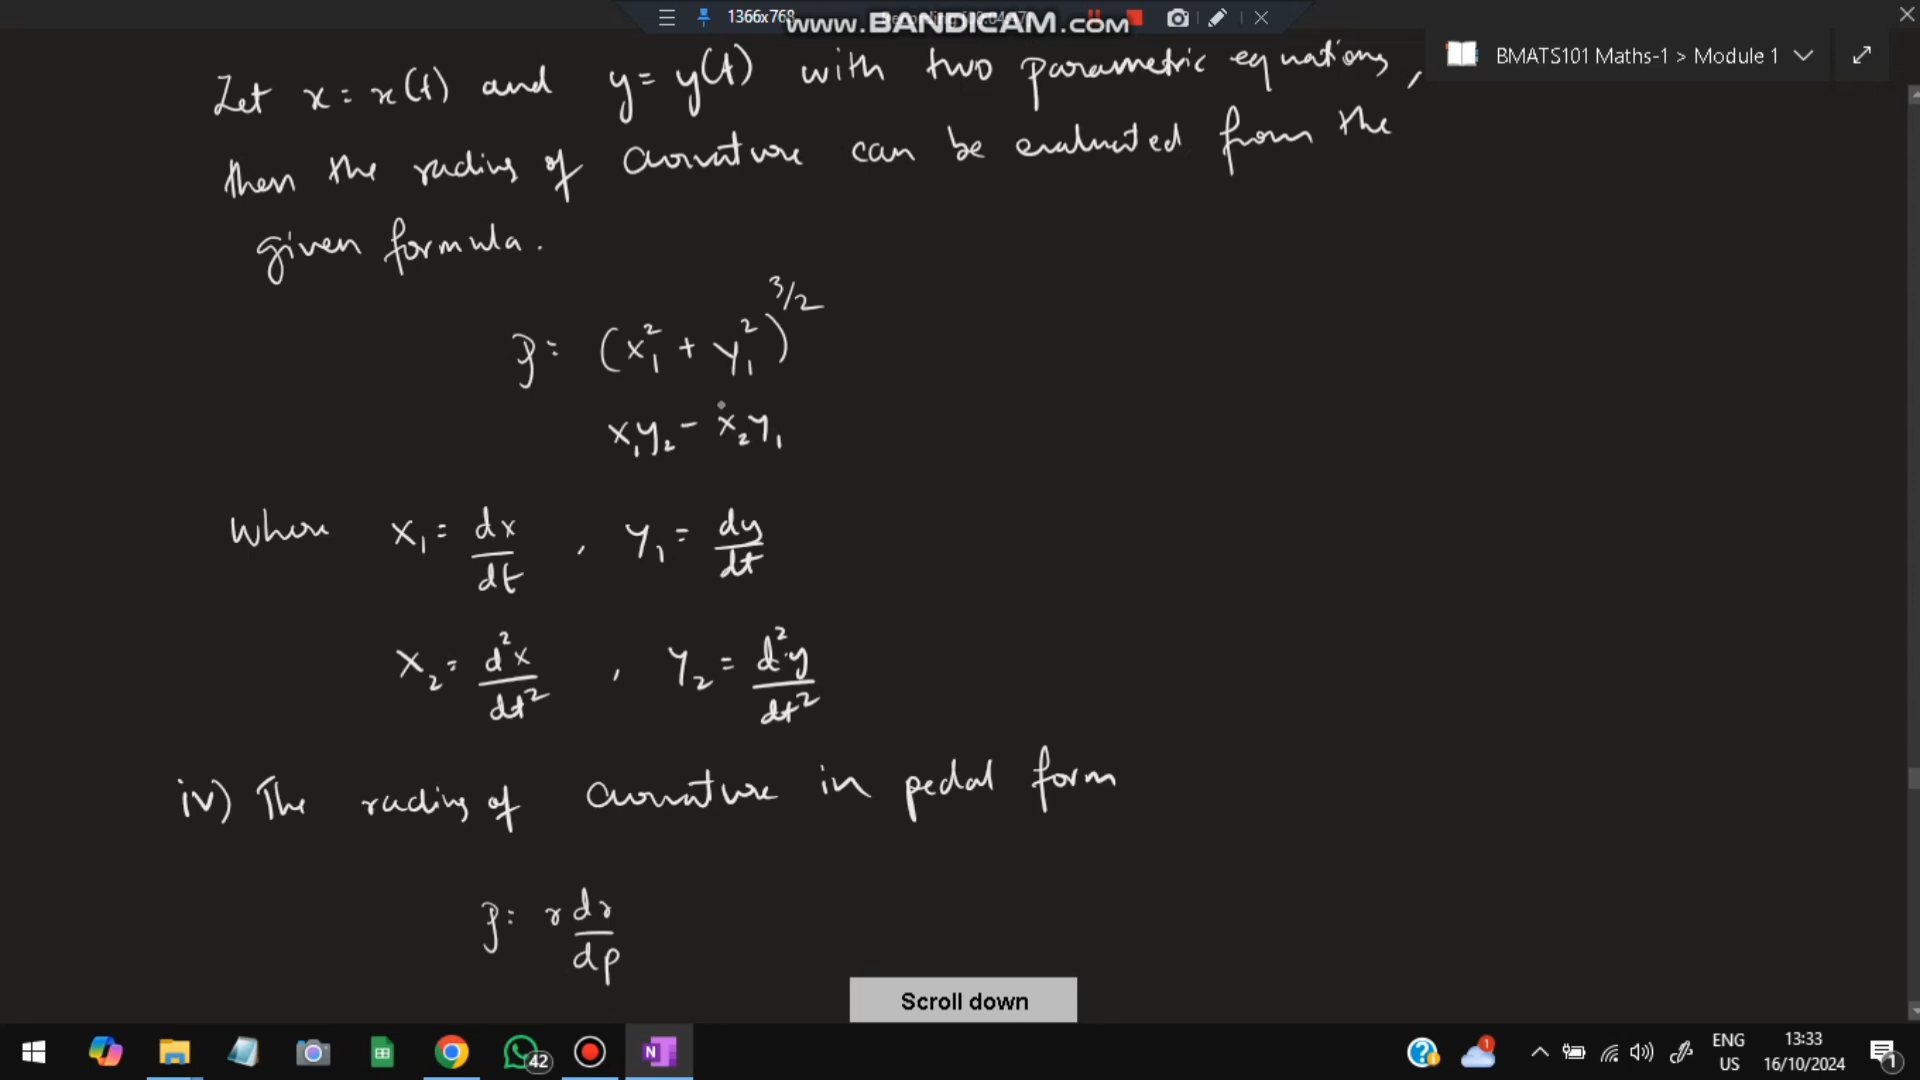 1366x768
www.BANDICAM.com
BMATS101 Maths-1 > Module 1
Let x = x(t) and y = y(t) with two parametric equations,
then the radius of curvature can be evaluated from the
given formula.
ρ = (x₁² + y₁²)^3/2
x₁y₂ - x₂y₁
Where x₁ = dx/dt , y₁ = dy/dt
x₂ = d²x/dt² , y₂ = d²y/dt²
iv) The radius of curvature in pedal form
ρ = r dr/dp
Scroll down
42
N
1
ENG
US
13:33
16/10/2024
1